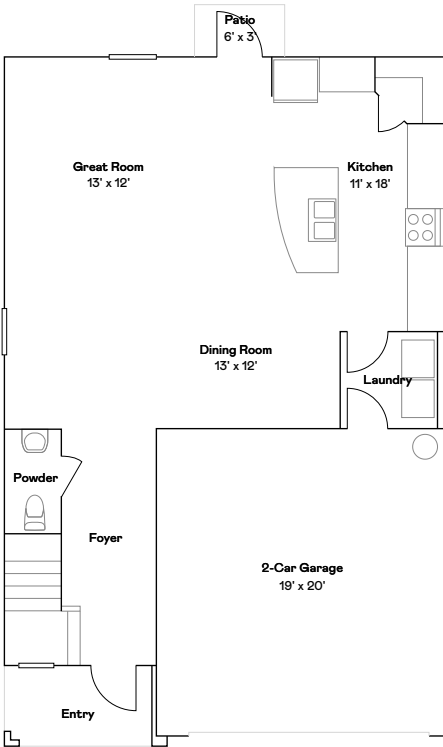 Patio
6' x 3'
Great Room
13' x 12'
Kitchen
11' x 18'
Dining Room
13' x 12'
Laundry
Powder
Foyer
2-Car Garage
19' x 20'
Entry